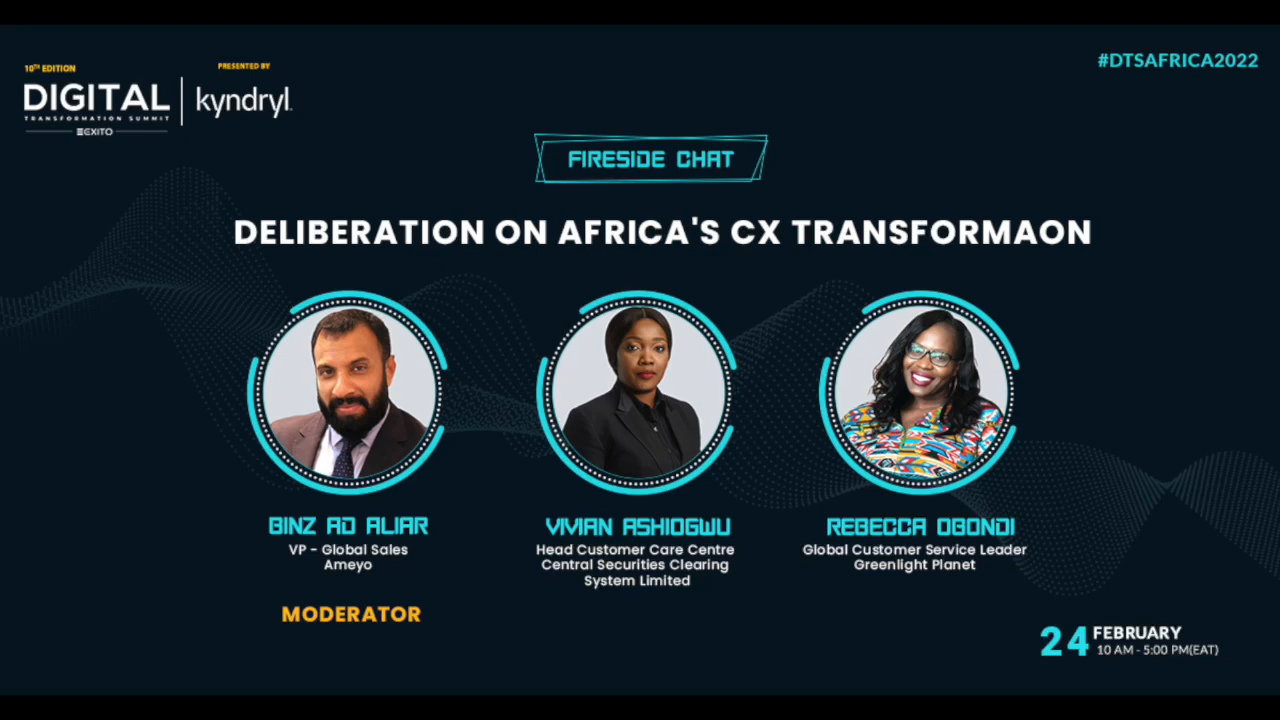 10TH EDITION
DIGITAL
TRANSFORMATION SUMMIT
EXITO
PRESENTED BY
kyndryl.
#DTSAFRICA2022
FIRESIDE CHAT
DELIBERATION ON AFRICA'S CX TRANSFORMAON
BINZ AD ALIAR
VP - Global Sales
Ameyo
MODERATOR
VIVIAN ASHIOGWU
Head Customer Care Centre
Central Securities Clearing
System Limited
REBECCA OBONDI
Global Customer Service Leader
Greenlight Planet
24 FEBRUARY
10 AM - 5:00 PM(EAT)